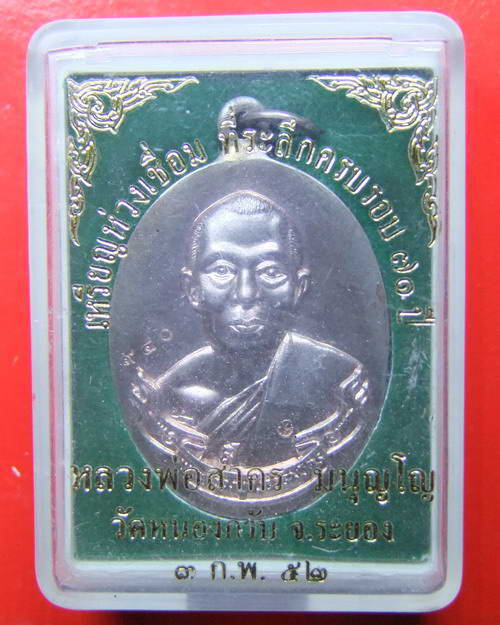 เหรียญห่วงเชื่อม ที่ระลึกครบรอบ ๗๑ ปี
๙๔๐
หลวงพ่อสาคร มนุญโญ
วัดหนองกรับ จ.ระยอง
๓ ก.พ. ๕๒